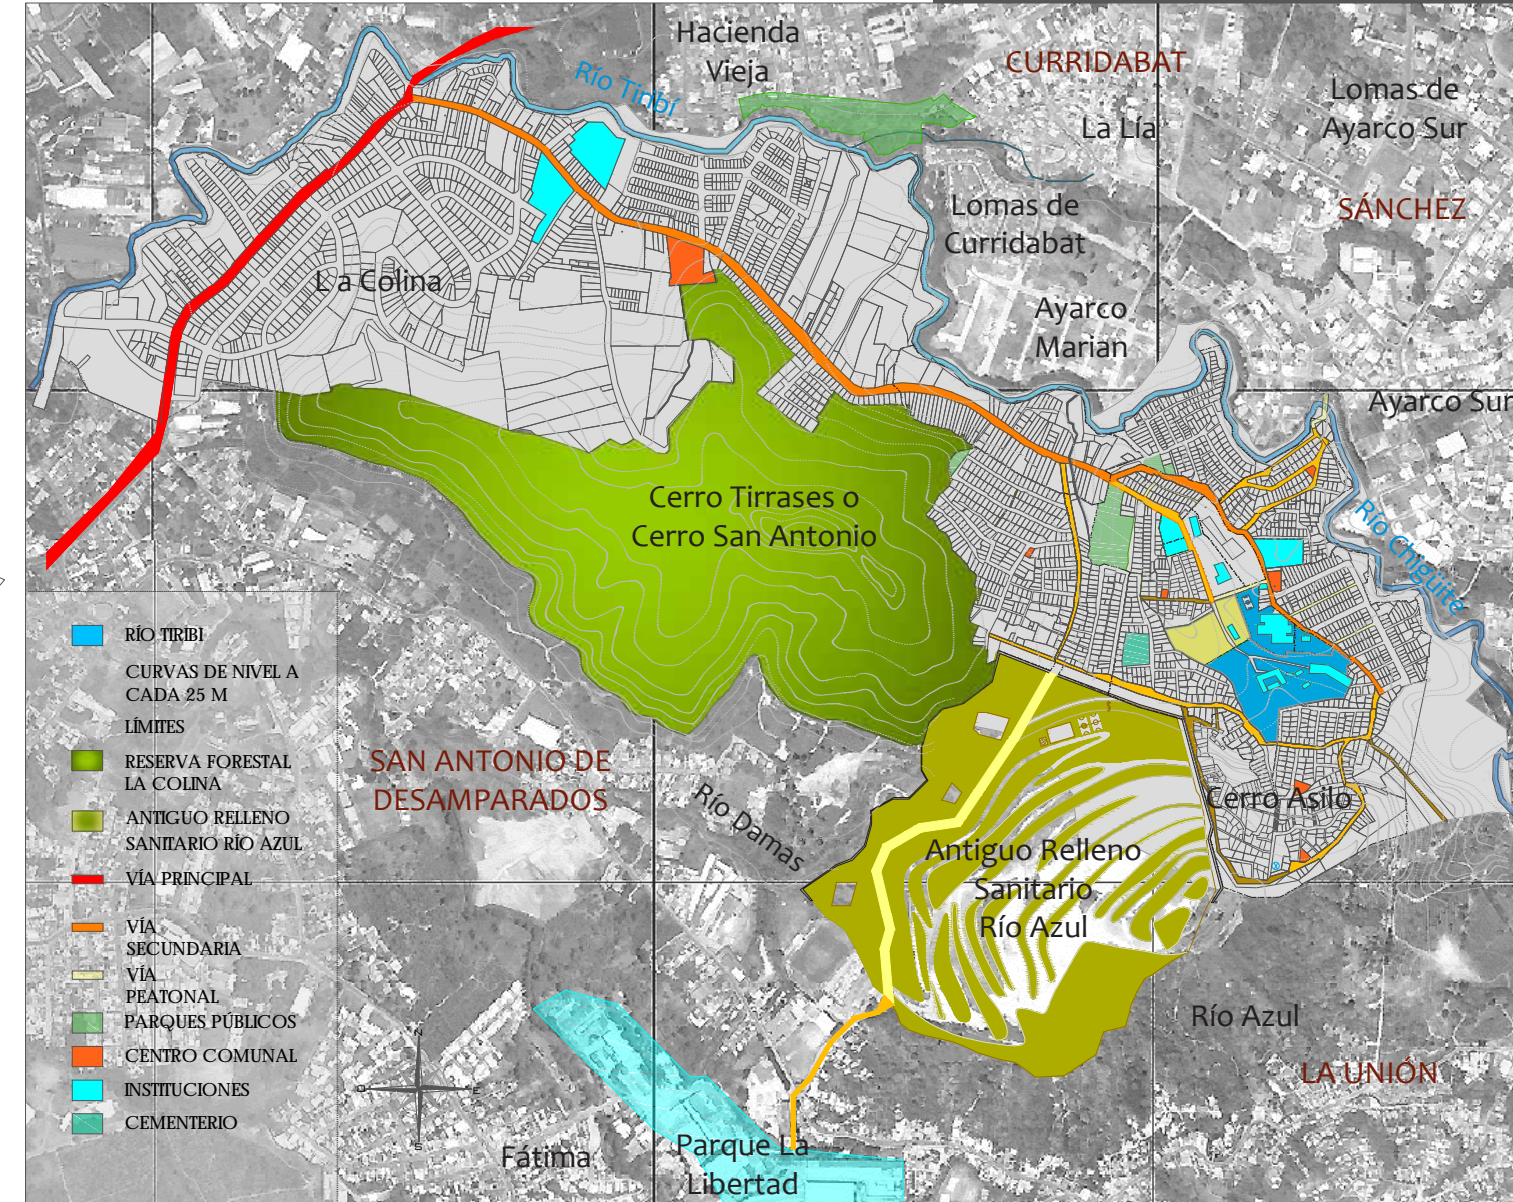 Hacienda
Vieja
CURRIDABAT
Río Tiribí
La Lía
Lomas de
Ayarco Sur
SÁNCHEZ
Lomas de
Curridabat
La Colina
Ayarco
Marian
Ayarco Sur
Cerro Tirrases o
Cerro San Antonio
Río Chigüite
SAN ANTONIO DE
DESAMPARADOS
Río Damas
Cerro Asilo
Antiguo Relleno
Sanitario
Río Azul
Río Azul
LA UNIÓN
Fátima
Parque La
Libertad
RÍO TIRIBI
CURVAS DE NIVEL A
CADA 25 M
LÍMITES
RESERVA FORESTAL
LA COLINA
ANTIGUO RELLENO
SANITARIO RÍO AZUL
VÍA PRINCIPAL
VÍA
SECUNDARIA
VÍA
PEATONAL
PARQUES PÚBLICOS
CENTRO COMUNAL
INSTITUCIONES
CEMENTERIO
N
O
E
S